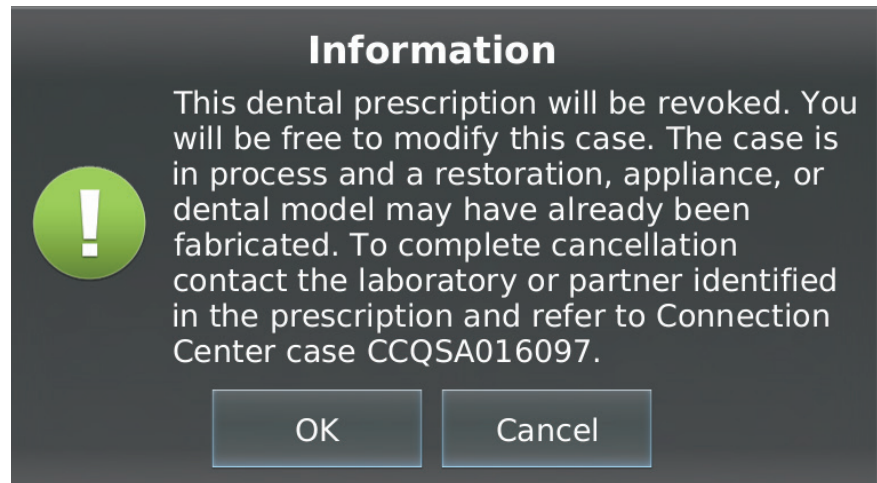 Information
This dental prescription will be revoked. You
will be free to modify this case. The case is
in process and a restoration, appliance, or
dental model may have already been
fabricated. To complete cancellation
contact the laboratory or partner identified
in the prescription and refer to Connection
Center case CCQSA016097.
OK
Cancel